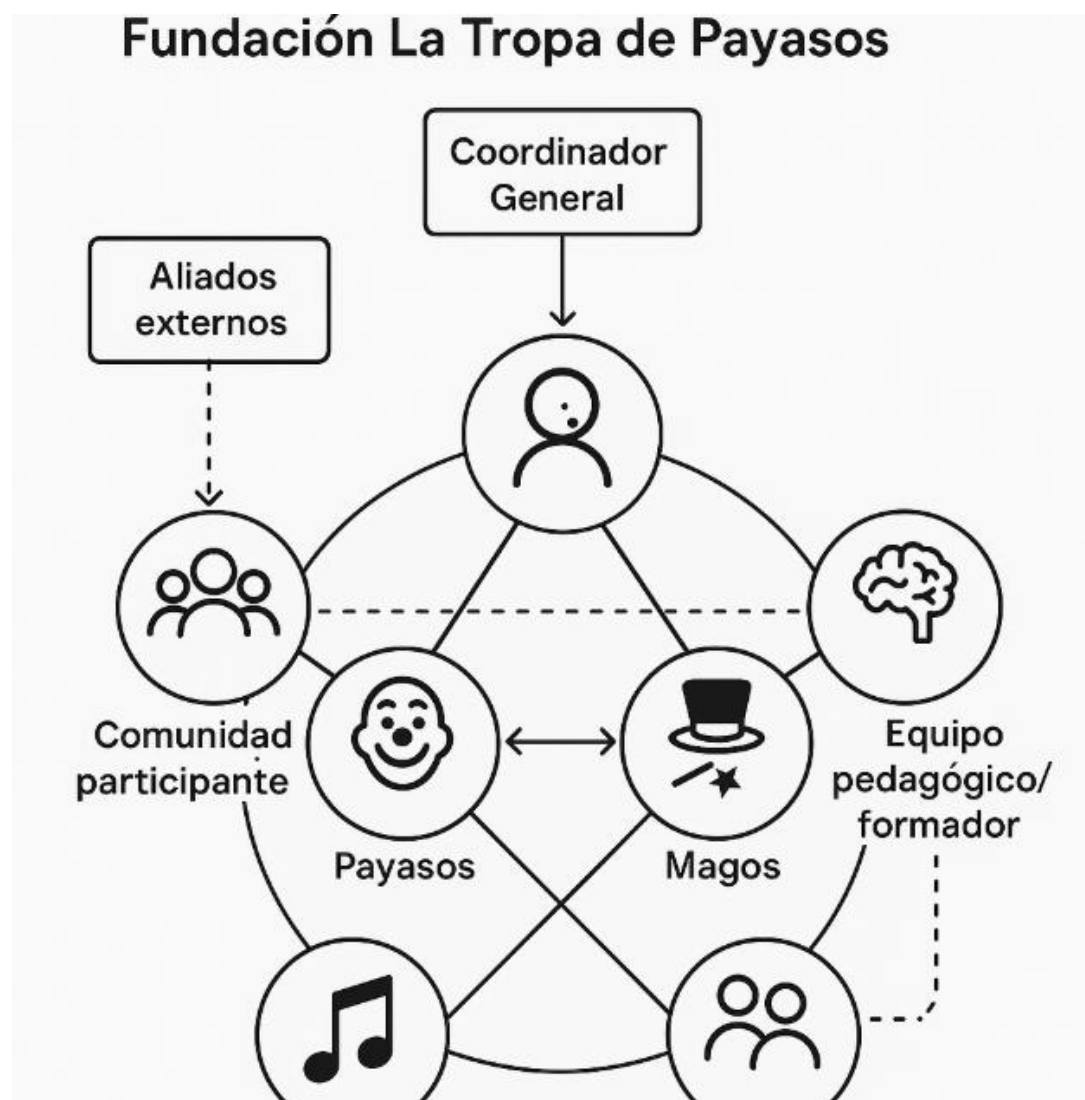 Fundación La Tropa de Payasos
Coordinador
General
Aliados
externos
Comunidad
participante
Equipo
pedagógico/
formador
Payasos
Magos